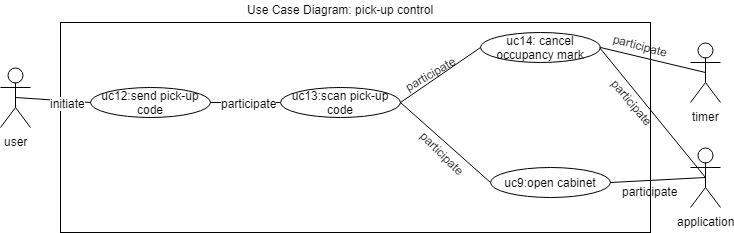 Use Case Diagram: pick-up control
uc14: cancel
occupancy mark
participate
timer
participate
participate
uc12:send pick-up
code
initiate
participate
uc13:scan pick-up
code
user
participate
uc9:open cabinet
participate
application